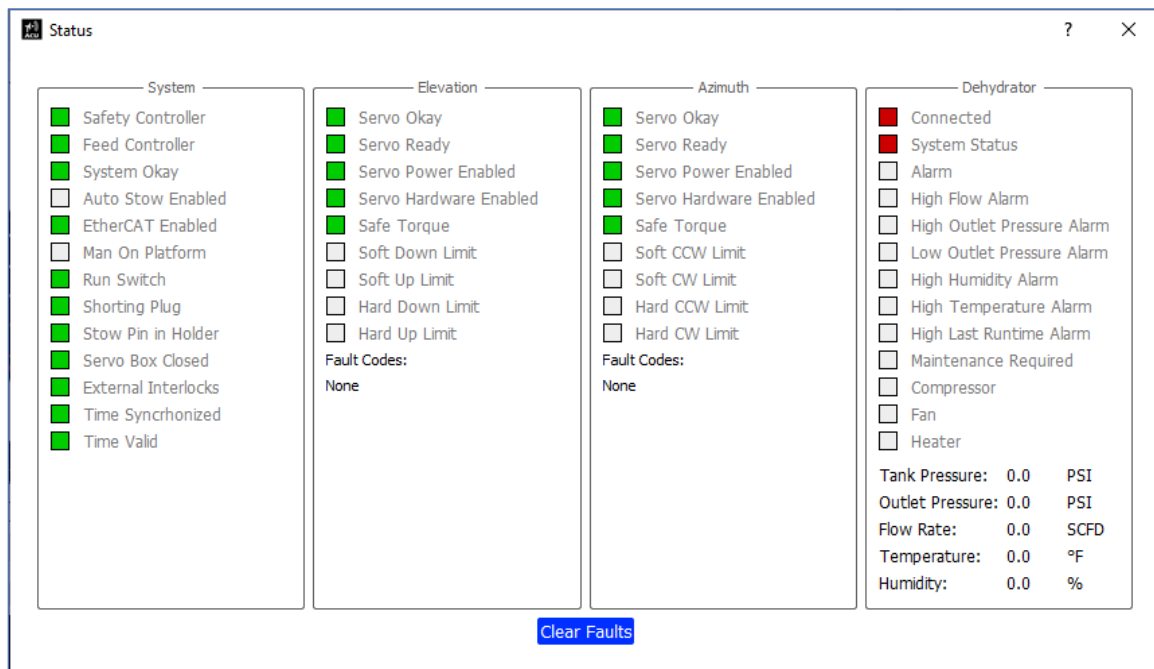 ACU Status ?
System
Safety Controller
Feed Controller
System Okay
Auto Stow Enabled
EtherCAT Enabled
Man On Platform
Run Switch
Shorting Plug
Stow Pin in Holder
Servo Box Closed
External Interlocks
Time Syncrhonized
Time Valid
Elevation
Servo Okay
Servo Ready
Servo Power Enabled
Servo Hardware Enabled
Safe Torque
Soft Down Limit
Soft Up Limit
Hard Down Limit
Hard Up Limit
Fault Codes:
None
Azimuth
Servo Okay
Servo Ready
Servo Power Enabled
Servo Hardware Enabled
Safe Torque
Soft CCW Limit
Soft CW Limit
Hard CCW Limit
Hard CW Limit
Fault Codes:
None
Dehydrator
Connected
System Status
Alarm
High Flow Alarm
High Outlet Pressure Alarm
Low Outlet Pressure Alarm
High Humidity Alarm
High Temperature Alarm
High Last Runtime Alarm
Maintenance Required
Compressor
Fan
Heater
Tank Pressure: 0.0 PSI
Outlet Pressure: 0.0 PSI
Flow Rate: 0.0 SCFD
Temperature: 0.0 °F
Humidity: 0.0 %
Clear Faults